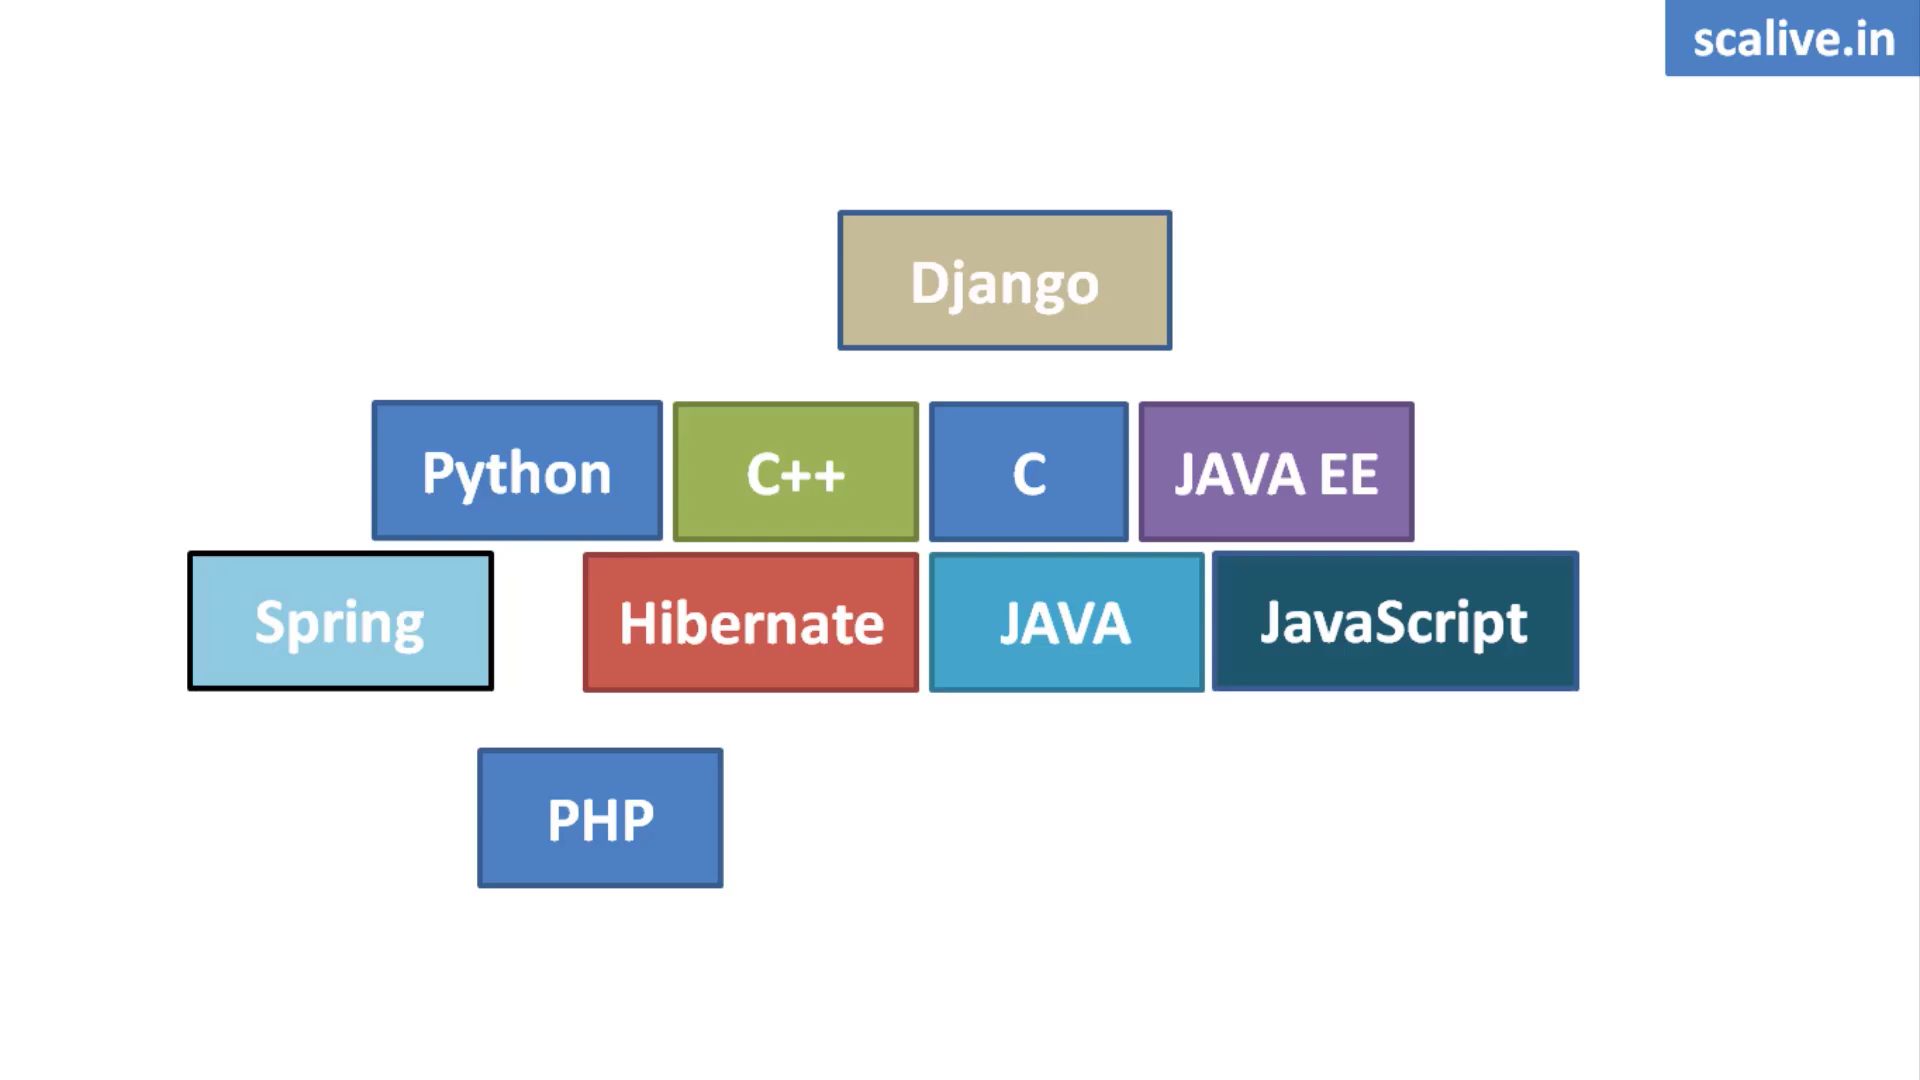 scalive.in
Django
Python
C++
C
JAVA EE
Spring
Hibernate
JAVA
JavaScript
PHP